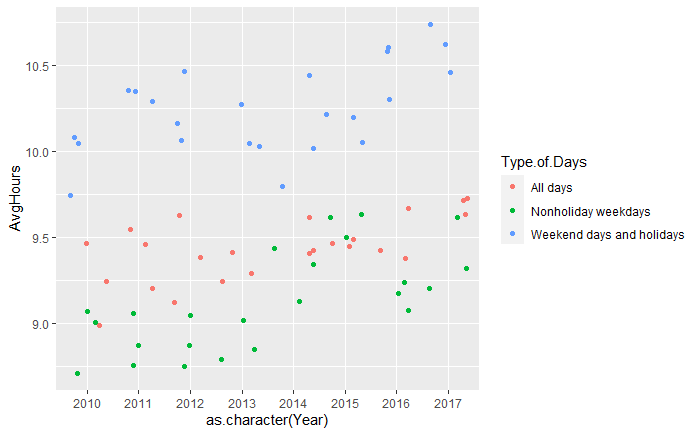 10.5
10.0
9.5
9.0
AvgHours
2010 2011 2012 2013 2014 2015 2016 2017
as.character(Year)
Type.of.Days
All days
Nonholiday weekdays
Weekend days and holidays